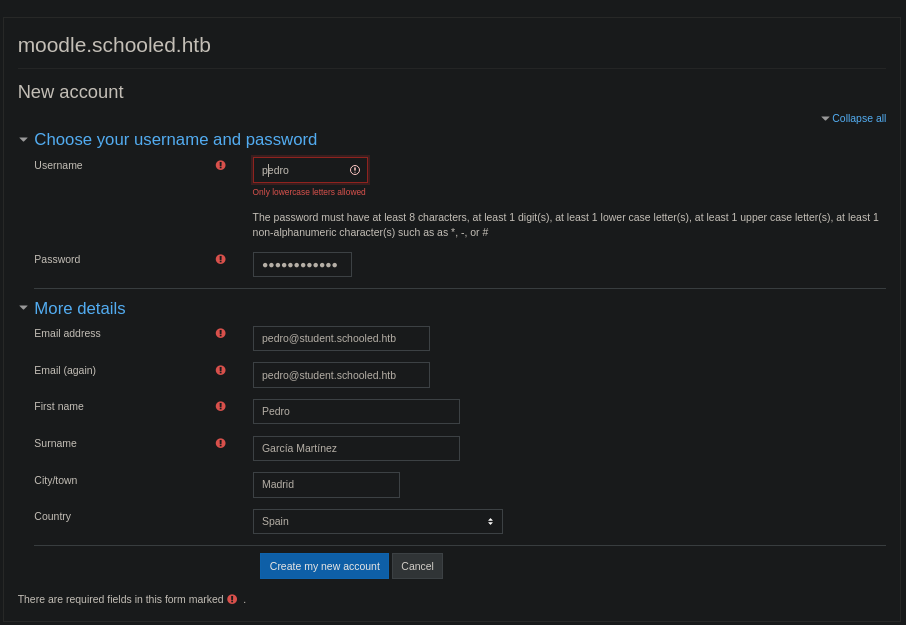 moodle.schooled.htb
New account
Collapse all
Choose your username and password
Username
pedro
Only lowercase letters allowed
The password must have at least 8 characters, at least 1 digit(s), at least 1 lower case letter(s), at least 1 upper case letter(s), at least 1
non-alphanumeric character(s) such as as *, -, or #
Password
●●●●●●●●●●●●
More details
Email address
pedro@student.schooled.htb
Email (again)
pedro@student.schooled.htb
First name
Pedro
Surname
García Martínez
City/town
Madrid
Country
Spain
Create my new account Cancel
There are required fields in this form marked .